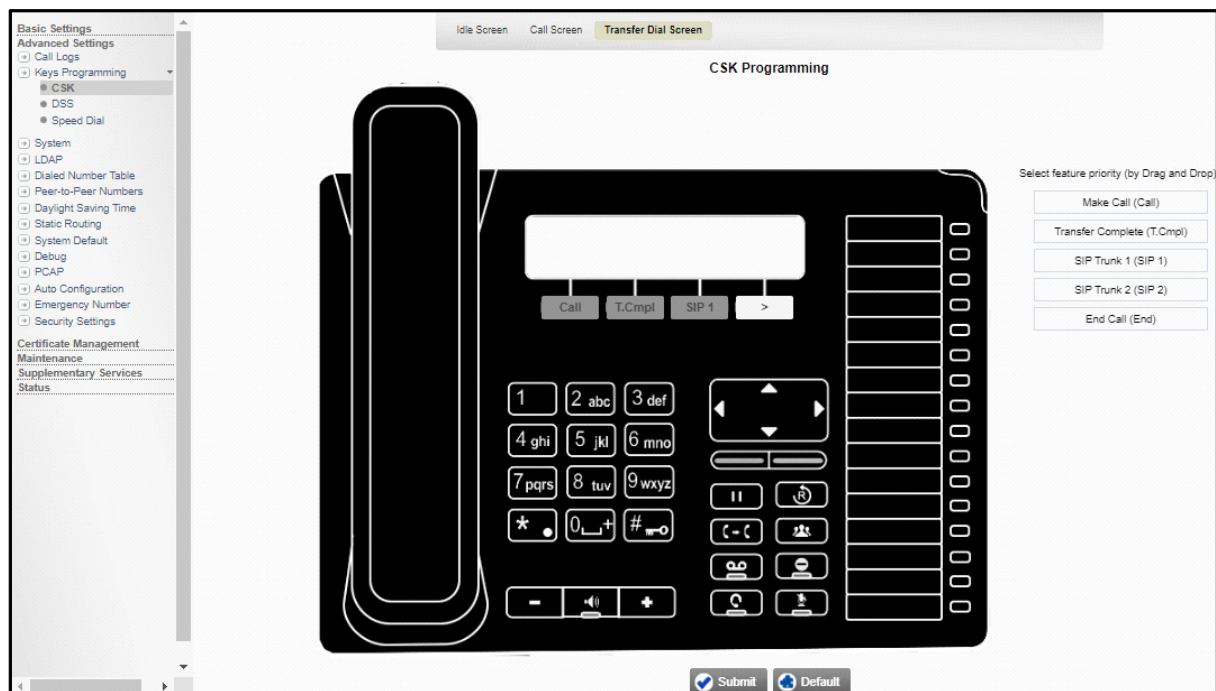 Basic Settings
Advanced Settings
Call Logs
Keys Programming
CSK
DSS
Speed Dial
System
LDAP
Dialed Number Table
Peer-to-Peer Numbers
Daylight Saving Time
Static Routing
System Default
Debug
PCAP
Auto Configuration
Emergency Number
Security Settings
Certificate Management
Maintenance
Supplementary Services
Status
Idle Screen Call Screen Transfer Dial Screen
CSK Programming
Call T.Cmpl SIP 1 >
1 2 abc 3 def
4 ghi 5 jkl 6 mno
7 pqrs 8 tuv 9 wxyz
* 0 + #
R
- +
Select feature priority (by Drag and Drop)
Make Call (Call)
Transfer Complete (T.Cmpl)
SIP Trunk 1 (SIP 1)
SIP Trunk 2 (SIP 2)
End Call (End)
Submit Default